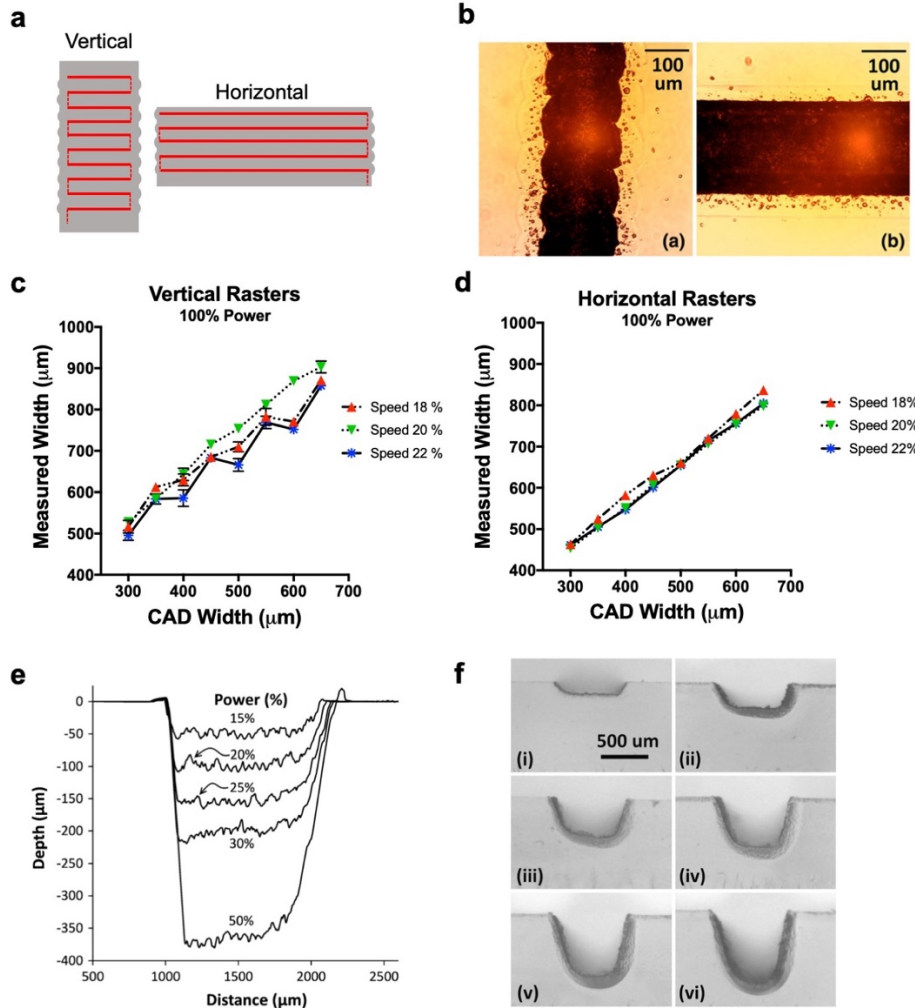 a
Vertical
Horizontal
b
100
um
(a)
100
um
(b)
c
Vertical Rasters
100% Power
Measured Width (μm)
1000
900
800
700
600
500
400
300 400 500 600 700
CAD Width (μm)
Speed 18 %
Speed 20 %
Speed 22 %
d
Horizontal Rasters
100% Power
Measured Width (μm)
1000
900
800
700
600
500
400
300 400 500 600 700
CAD Width (μm)
Speed 18%
Speed 20%
Speed 22%
e
Power (%)
15%
20%
25%
30%
50%
Depth (μm)
0
-50
-100
-150
-200
-250
-300
-350
-400
500 1000 1500 2000 2500
Distance (μm)
f
(i)
500 um
(ii)
(iii)
(iv)
(v)
(vi)